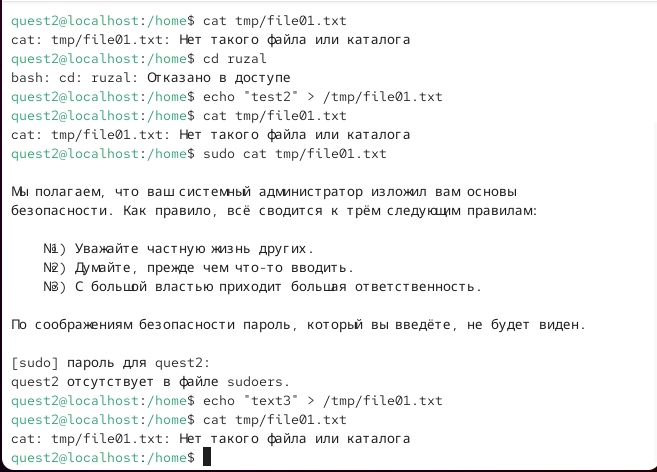 quest2@localhost:/home$ cat tmp/file01.txt
cat: tmp/file01.txt: Нет такого файла или каталога
quest2@localhost:/home$ cd ruzal
bash: cd: ruzal: Отказано в доступе
quest2@localhost:/home$ echo "test2" > /tmp/file01.txt
quest2@localhost:/home$ cat tmp/file01.txt
cat: tmp/file01.txt: Нет такого файла или каталога
quest2@localhost:/home$ sudo cat tmp/file01.txt
Мы полагаем, что ваш системный администратор изложил вам основы
безопасности. Как правило, всё сводится к трём следующим правилам:
№1) Уважайте частную жизнь других.
№2) Думайте, прежде чем что-то вводить.
№3) С большой властью приходит большая ответственность.
По соображениям безопасности пароль, который вы введёте, не будет виден.
[sudo] пароль для quest2:
quest2 отсутствует в файле sudoers.
quest2@localhost:/home$ echo "text3" > /tmp/file01.txt
quest2@localhost:/home$ cat tmp/file01.txt
cat: tmp/file01.txt: Нет такого файла или каталога
quest2@localhost:/home$